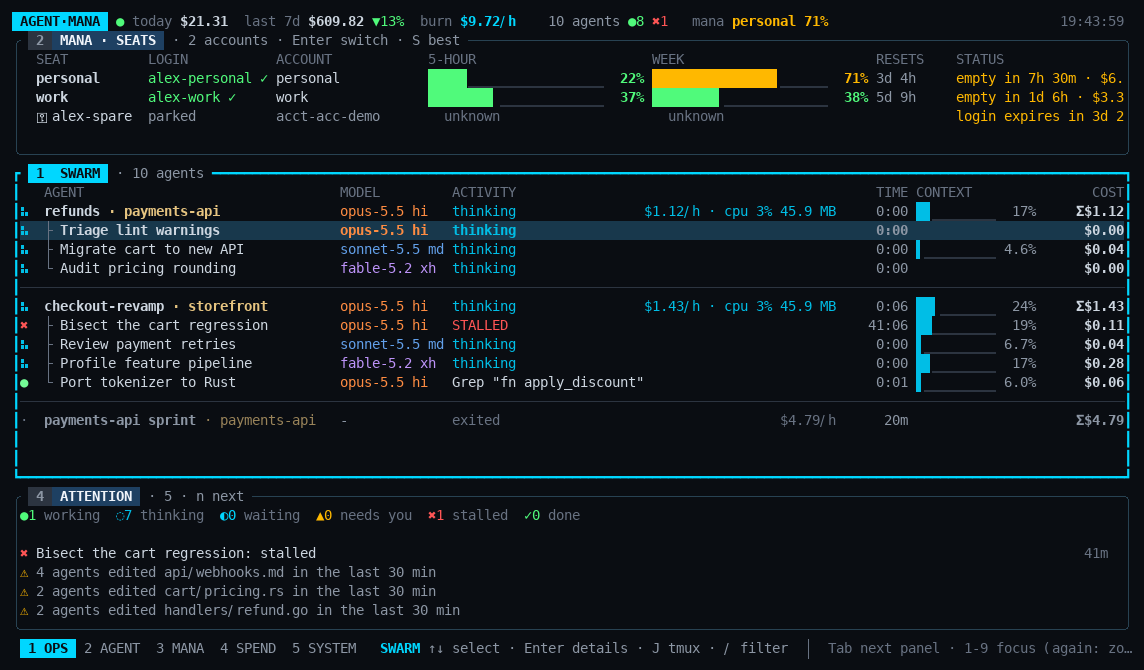 AGENT·MANA ● today $21.31 last 7d $609.82 ▼13% burn $9.72/h 10 agents ●8 ✖1 mana personal 71% 19:43:59
2 MANA · SEATS · 2 accounts · Enter switch · S best
SEAT LOGIN ACCOUNT 5-HOUR WEEK RESETS STATUS
personal alex-personal ✓ personal 22% 71% 3d 4h empty in 7h 30m · $6.
work alex-work ✓ work 37% 38% 5d 9h empty in 1d 6h · $3.3
⚿ alex-spare parked acct-acc-demo unknown unknown login expires in 3d 2
1 SWARM · 10 agents
AGENT MODEL ACTIVITY TIME CONTEXT COST
refunds · payments-api opus-5.5 hi thinking $1.12/h · cpu 3% 45.9 MB 0:00 17% Σ$1.12
├ Triage lint warnings opus-5.5 hi thinking 0:00 $0.00
├ Migrate cart to new API sonnet-5.5 md thinking 0:00 4.6% $0.04
└ Audit pricing rounding fable-5.2 xh thinking 0:00 $0.00
checkout-revamp · storefront opus-5.5 hi thinking $1.43/h · cpu 3% 45.9 MB 0:06 24% Σ$1.43
✖ ├ Bisect the cart regression opus-5.5 hi STALLED 41:06 19% $0.11
├ Review payment retries sonnet-5.5 md thinking 0:00 6.7% $0.04
├ Profile feature pipeline fable-5.2 xh thinking 0:00 17% $0.28
● └ Port tokenizer to Rust opus-5.5 hi Grep "fn apply_discount" 0:01 6.0% $0.06
· payments-api sprint · payments-api - exited $4.79/h 20m Σ$4.79
4 ATTENTION · 5 · n next
●1 working ◌7 thinking ◐0 waiting ▲0 needs you ✖1 stalled ✓0 done
✖ Bisect the cart regression: stalled 41m
⚠ 4 agents edited api/webhooks.md in the last 30 min
⚠ 2 agents edited cart/pricing.rs in the last 30 min
⚠ 2 agents edited handlers/refund.go in the last 30 min
1 OPS 2 AGENT 3 MANA 4 SPEND 5 SYSTEM SWARM ↑↓ select · Enter details · J tmux · / filter │ Tab next panel · 1-9 focus (again: zo…